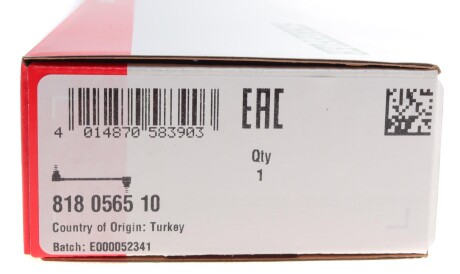 EAC
4 014870 583903
Qty
1
818 0565 10
Country of Origin: Turkey
Batch: E000052341